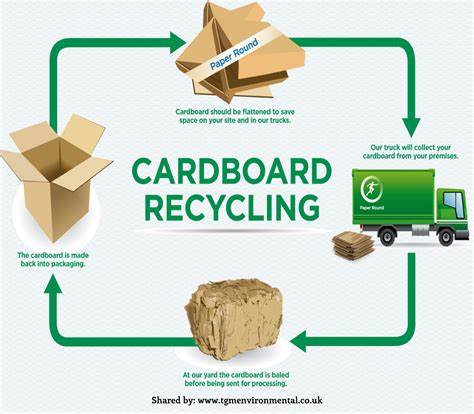 Paper Round
Cardboard should be flattened to save
space on your site and in our trucks.
Our truck will collect your
cardboard from your premises.
CARDBOARD
RECYCLING
Paper Round
The cardboard is made
back into packaging.
At our yard the cardboard is baled
before being sent for processing.
Shared by: www.tgmenvironmental.co.uk